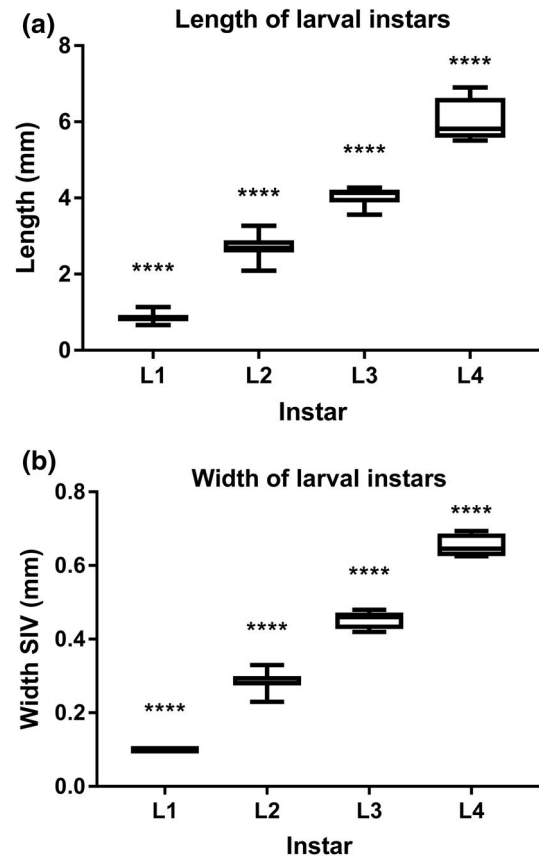 (a)
Length of larval instars
Length (mm)
8
6
4
2
0
****
****
****
****
L1 L2 L3 L4
Instar
(b)
Width of larval instars
Width SIV (mm)
0.8
0.6
0.4
0.2
0.0
****
****
****
****
L1 L2 L3 L4
Instar